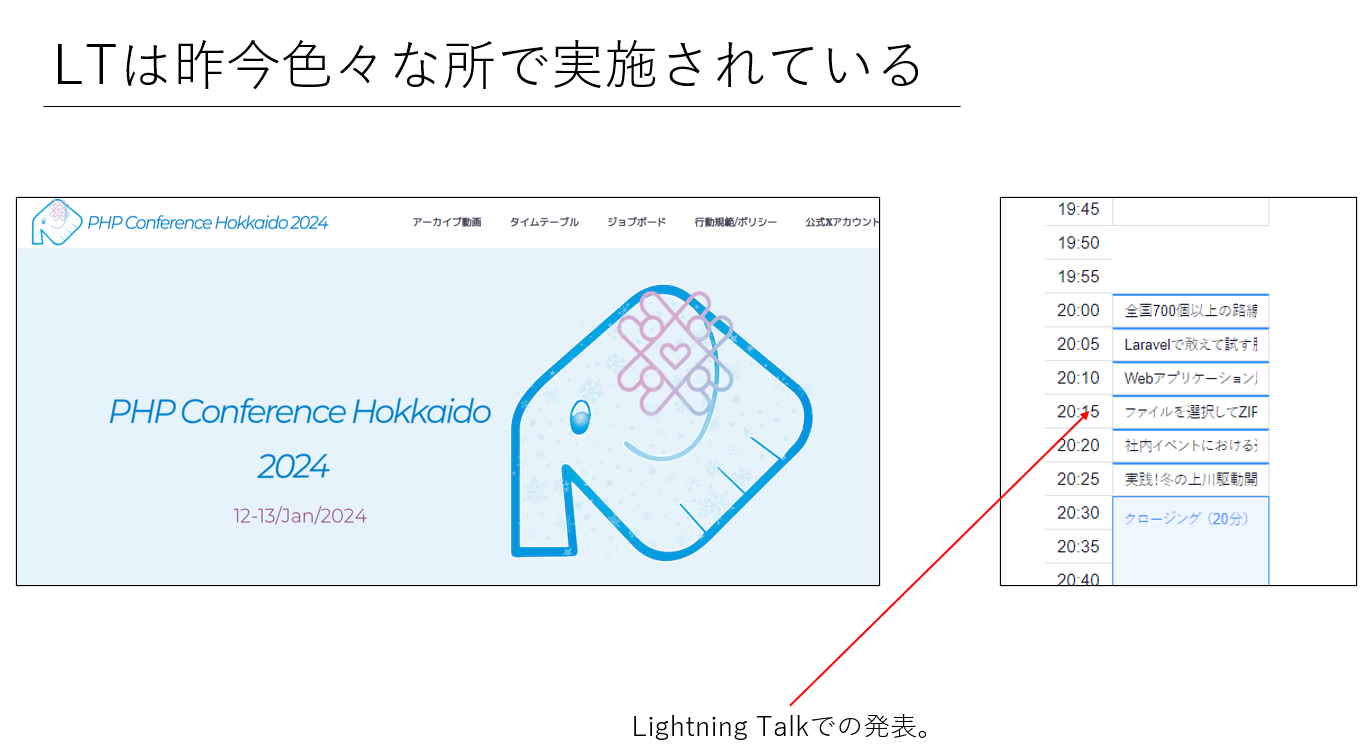 LTは昨今色々な所で実施されている
PHP Conference Hokkaido 2024
アーカイブ動画
タイムテーブル
ジョブボード
行動規範/ポリシー
公式𝕏アカウント
PHP Conference Hokkaido
2024
12-13/Jan/2024
19:45
19:50
19:55
20:00 全国700個以上の路線
20:05 Laravelで敢えて試す
20:10 Webアプリケーション
20:15 ファイルを選択してZIP
20:20 社内イベントにおける
20:25 実践!冬の上川駆動開
20:30 クロージング（20分）
20:35
20:40
Lightning Talkでの発表。